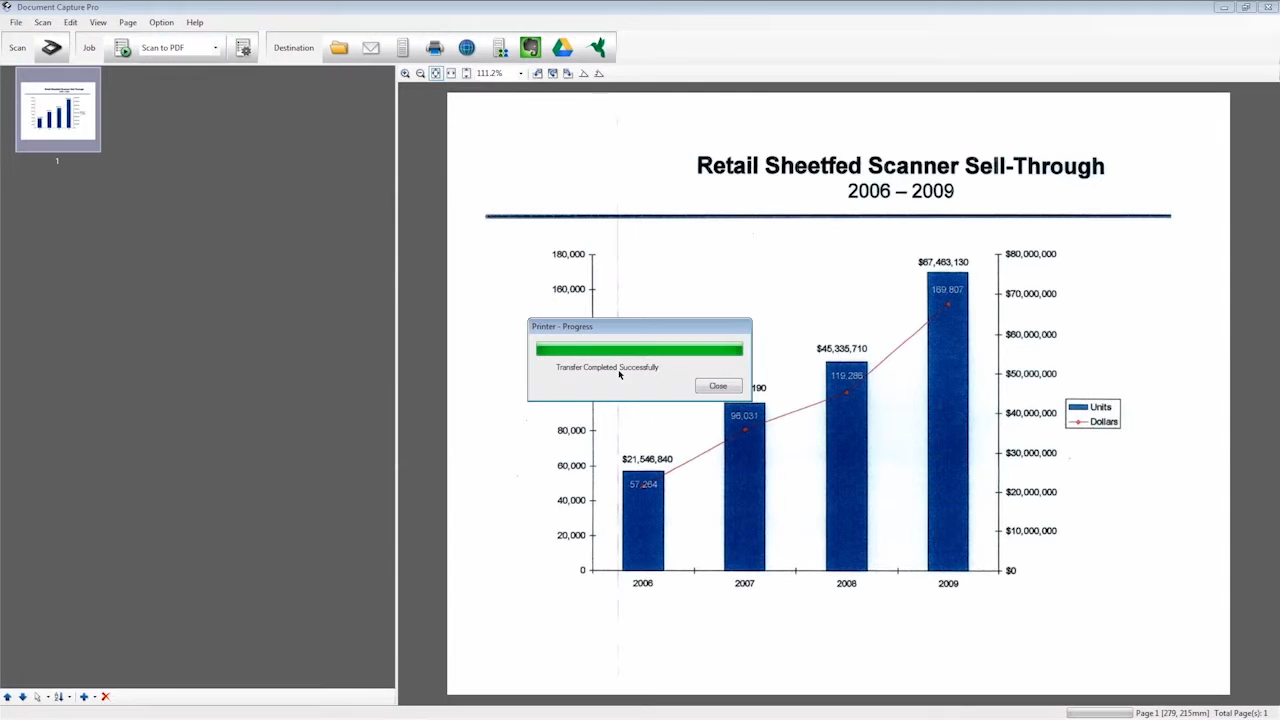 Document Capture Pro
File Scan Edit View Page Option Help
Scan Job Scan to PDF Destination
111.2%
1
Retail Sheetfed Scanner Sell-Through
2006 – 2009
180,000
160,000
80,000
60,000
40,000
20,000
0
$21,546,840
57,264
190
96,031
$45,335,710
119,286
$67,463,130
169,807
$80,000,000
$70,000,000
$60,000,000
$50,000,000
$40,000,000
$30,000,000
$20,000,000
$10,000,000
$0
2006 2007 2008 2009
Units
Dollars
Printer - Progress
Transfer Completed Successfully
Close
Page 1 [279, 215mm] Total Page(s): 1